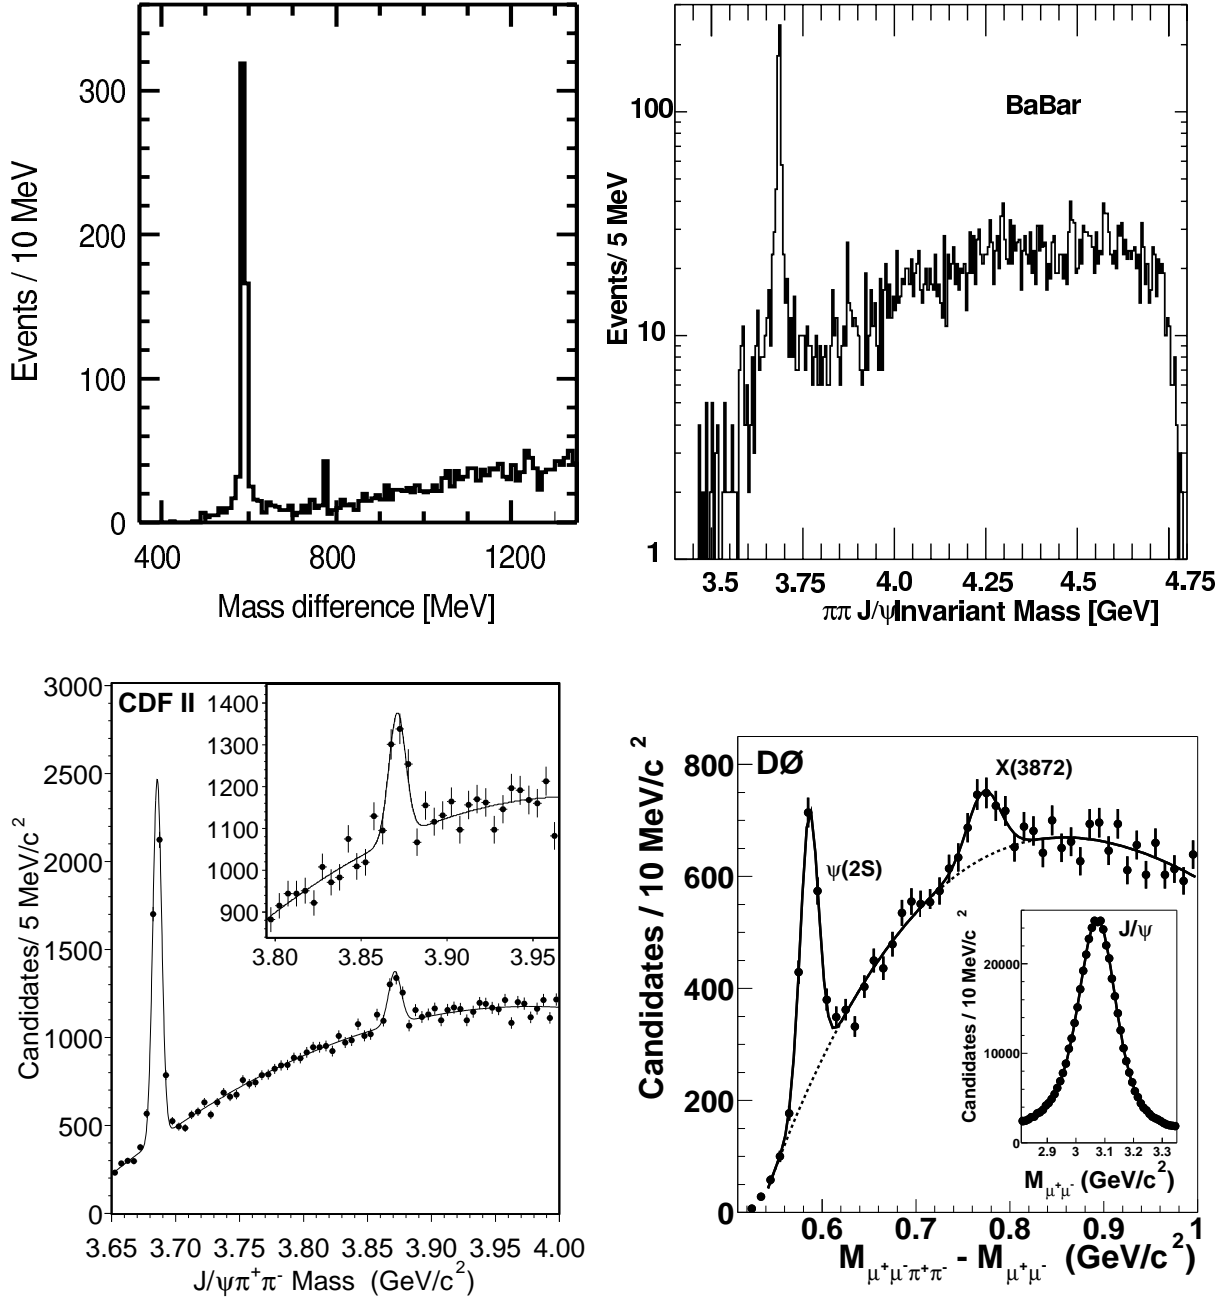 300
200
100
0
Events / 10 MeV
400 800 1200
Mass difference [MeV]
100
10
1
Events/ 5 MeV
BaBar
3.5 3.75 4.0 4.25 4.5 4.75
ππ J/ψ Invariant Mass [GeV]
3000
2500
2000
1500
1000
500
0
Candidates/ 5 MeV/c²
CDF II
1400
1300
1200
1100
1000
900
3.80 3.85 3.90 3.95
3.65 3.70 3.75 3.80 3.85 3.90 3.95 4.00
J/ψπ⁺π⁻ Mass (GeV/c²)
800
600
400
200
0
Candidates / 10 MeV/c²
DØ
X(3872)
ψ(2S)
J/ψ
20000
10000
0
Candidates / 10 MeV/c²
2.9 3 3.1 3.2 3.3
M μ⁺μ⁻ (GeV/c²)
0.6 0.7 0.8 0.9 1
M μ⁺μ⁻π⁺π⁻ - M μ⁺μ⁻ (GeV/c²)